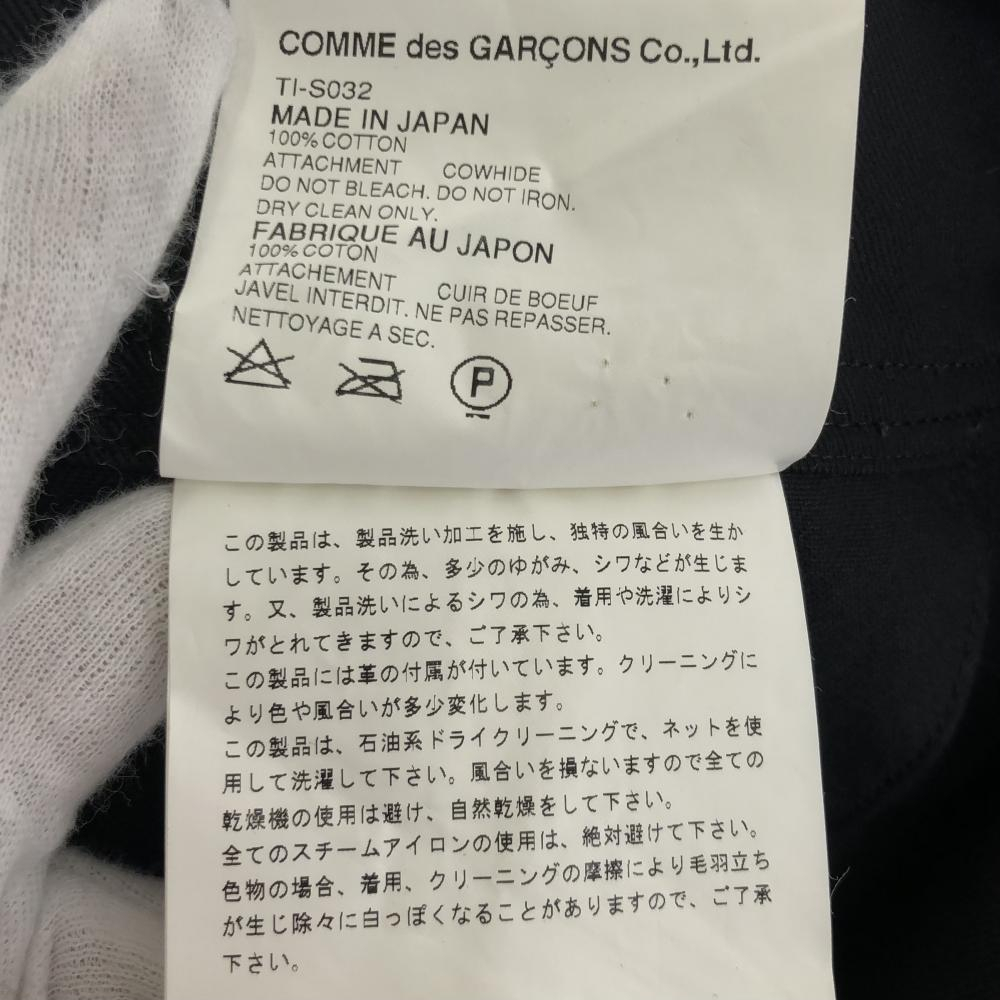 COMME des GARÇONS Co.,Ltd.
TI-S032
MADE IN JAPAN
100% COTTON
ATTACHMENT COWHIDE
DO NOT BLEACH. DO NOT IRON.
DRY CLEAN ONLY.
FABRIQUE AU JAPON
100% COTON
ATTACHEMENT CUIR DE BOEUF
JAVEL INTERDIT. NE PAS REPASSER.
NETTOYAGE A SEC.
P
この製品は、製品洗い加工を施し、独特の風合いを生か
しています。その為、多少のゆがみ、シワなどが生じま
す。又、製品洗いによるシワの為、着用や洗濯によりシ
ワがとれてきますので、ご了承下さい。
この製品には革の付属が付いています。クリーニングに
より色や風合いが多少変化します。
この製品は、石油系ドライクリーニングで、ネットを使
用して洗濯して下さい。風合いを損ないますので全ての
乾燥機の使用は避け、自然乾燥をして下さい。
全てのスチームアイロンの使用は、絶対避けて下さい。
色物の場合、着用、クリーニングの摩擦により毛羽立ち
が生じ除々に白っぽくなることがありますので、ご了承
下さい。